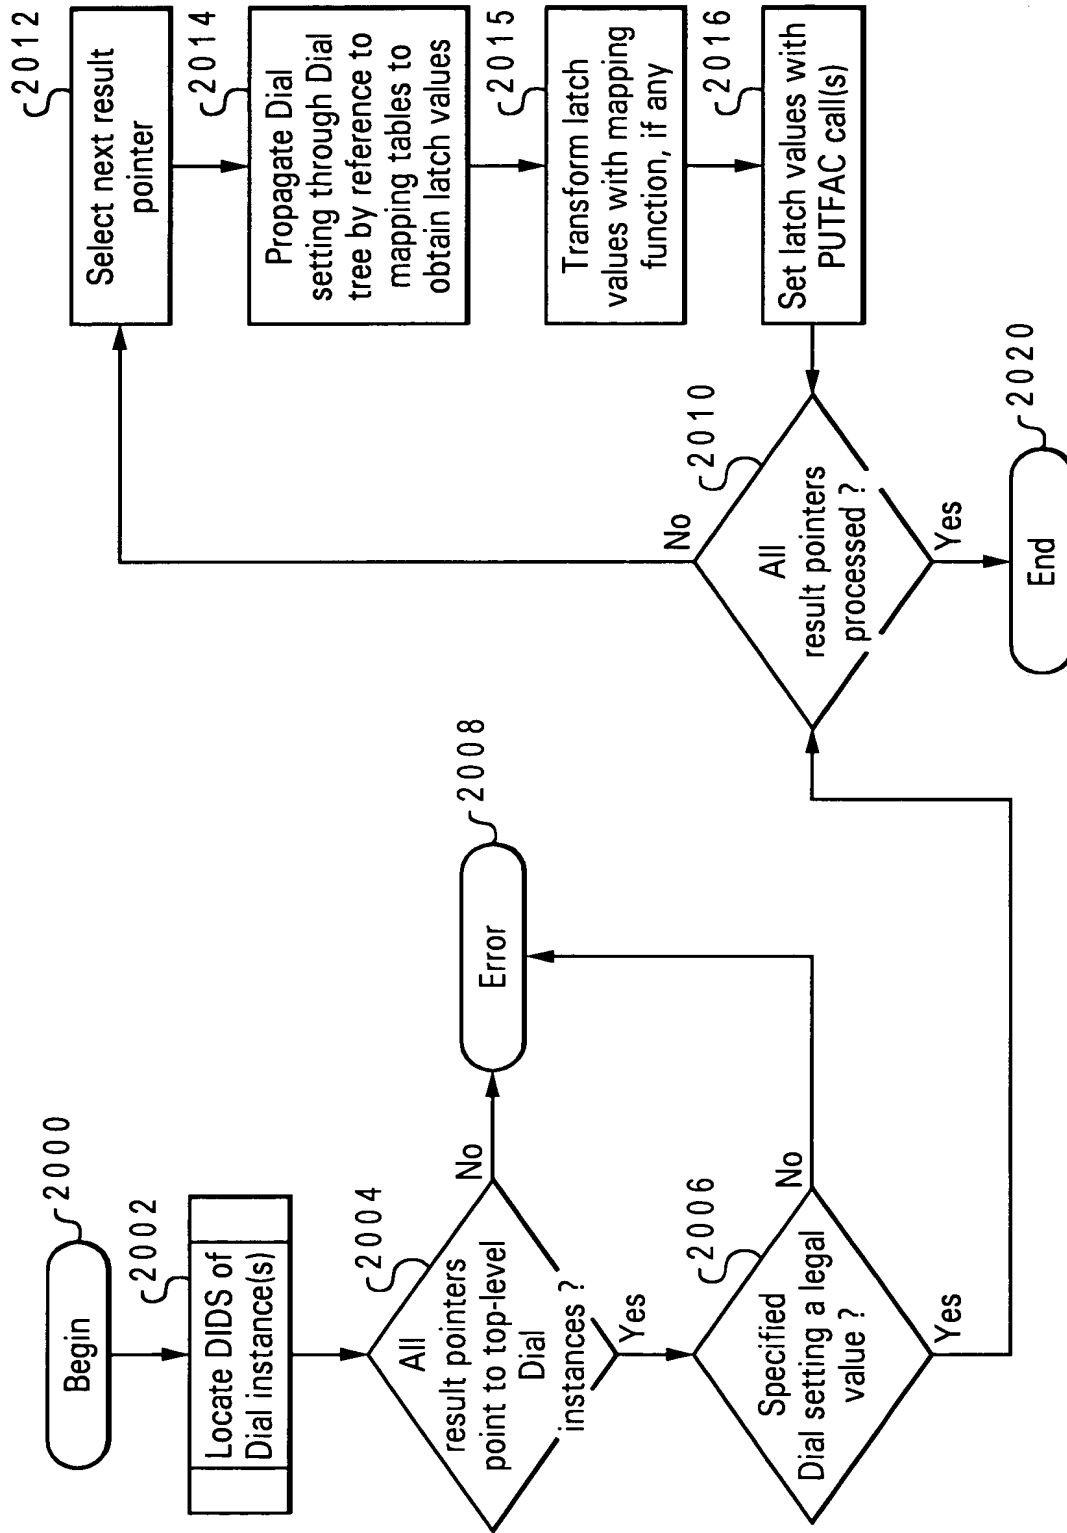 Begin
2000
Locate DIDS of
Dial instance(s)
2002
All
result pointers
point to top-level
Dial
instances ?
2004
No
Yes
Error
2008
Specified
Dial setting a legal
value ?
2006
No
Yes
All
result pointers
processed ?
2010
No
Yes
End
2020
Select next result
pointer
2012
Propagate Dial
setting through Dial
tree by reference to
mapping tables to
obtain latch values
2014
Transform latch
values with mapping
function, if any
2015
Set latch values with
PUTFAC call(s)
2016